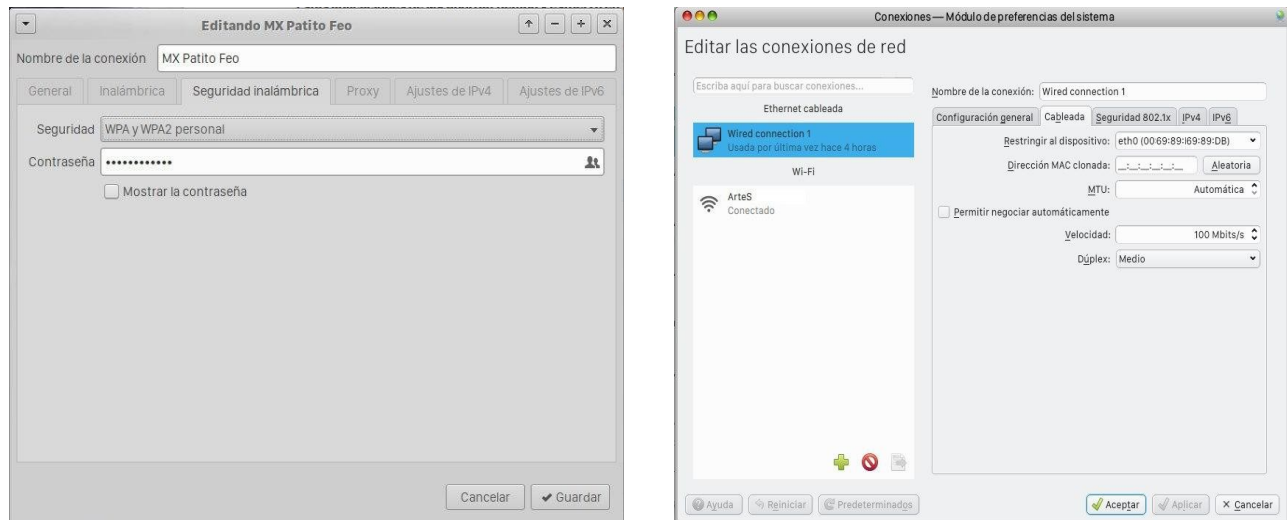 Editando MX Patito Feo
Nombre de la conexión MX Patito Feo
General Inalámbrica Seguridad inalámbrica Proxy Ajustes de IPv4 Ajustes de IPv6
Seguridad WPA y WPA2 personal
Contraseña ••••••••••••
Mostrar la contraseña
Cancelar Guardar
Conexiones — Módulo de preferencias del sistema
Editar las conexiones de red
Escriba aquí para buscar conexiones...
Ethernet cableada
Wired connection 1
Usada por última vez hace 4 horas
Wi-Fi
ArteS
Conectado
Nombre de la conexión: Wired connection 1
Configuración general Cableada Seguridad 802.1x IPv4 IPv6
Restringir al dispositivo: eth0 (00:69:89:I69:89:DB)
Dirección MAC clonada: _:_:_:_:_:_ Aleatoria
MTU: Automática
Permitir negociar automáticamente
Velocidad: 100 Mbits/s
Dúplex: Medio
Ayuda Reiniciar Predeterminados Aceptar Aplicar Cancelar